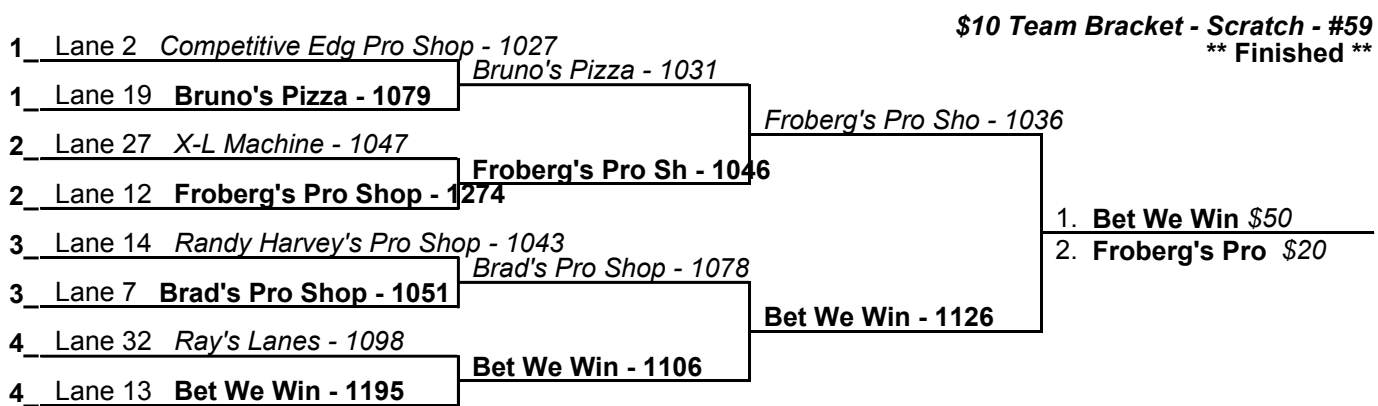 $10 Team Bracket - Scratch - #59
** Finished **
1_ Lane 2 Competitive Edg Pro Shop - 1027
Bruno's Pizza - 1031
1_ Lane 19 Bruno's Pizza - 1079
Froberg's Pro Sho - 1036
2_ Lane 27 X-L Machine - 1047
Froberg's Pro Sh - 1046
2_ Lane 12 Froberg's Pro Shop - 1274
1. Bet We Win $50
3_ Lane 14 Randy Harvey's Pro Shop - 1043
2. Froberg's Pro $20
Brad's Pro Shop - 1078
3_ Lane 7 Brad's Pro Shop - 1051
Bet We Win - 1126
4_ Lane 32 Ray's Lanes - 1098
Bet We Win - 1106
4_ Lane 13 Bet We Win - 1195